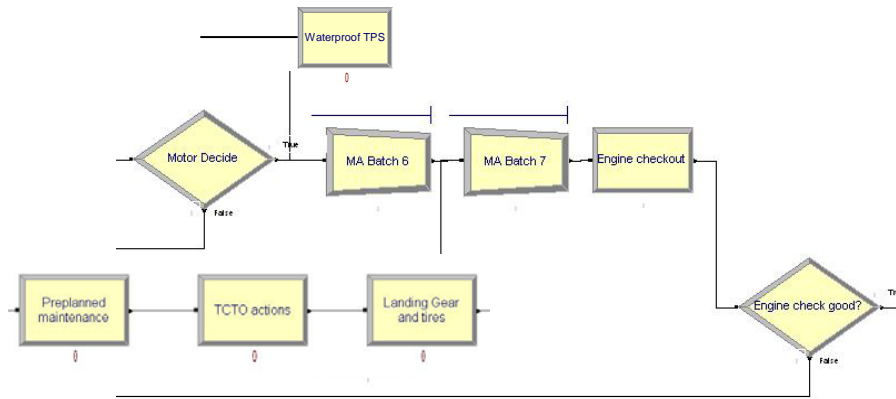 Waterproof TPS
0
Motor Decide
True
False
MA Batch 6
MA Batch 7
Engine checkout
Preplanned
maintenance
0
TCTO actions
0
Landing Gear
and tires
0
Engine check good?
Tr
False